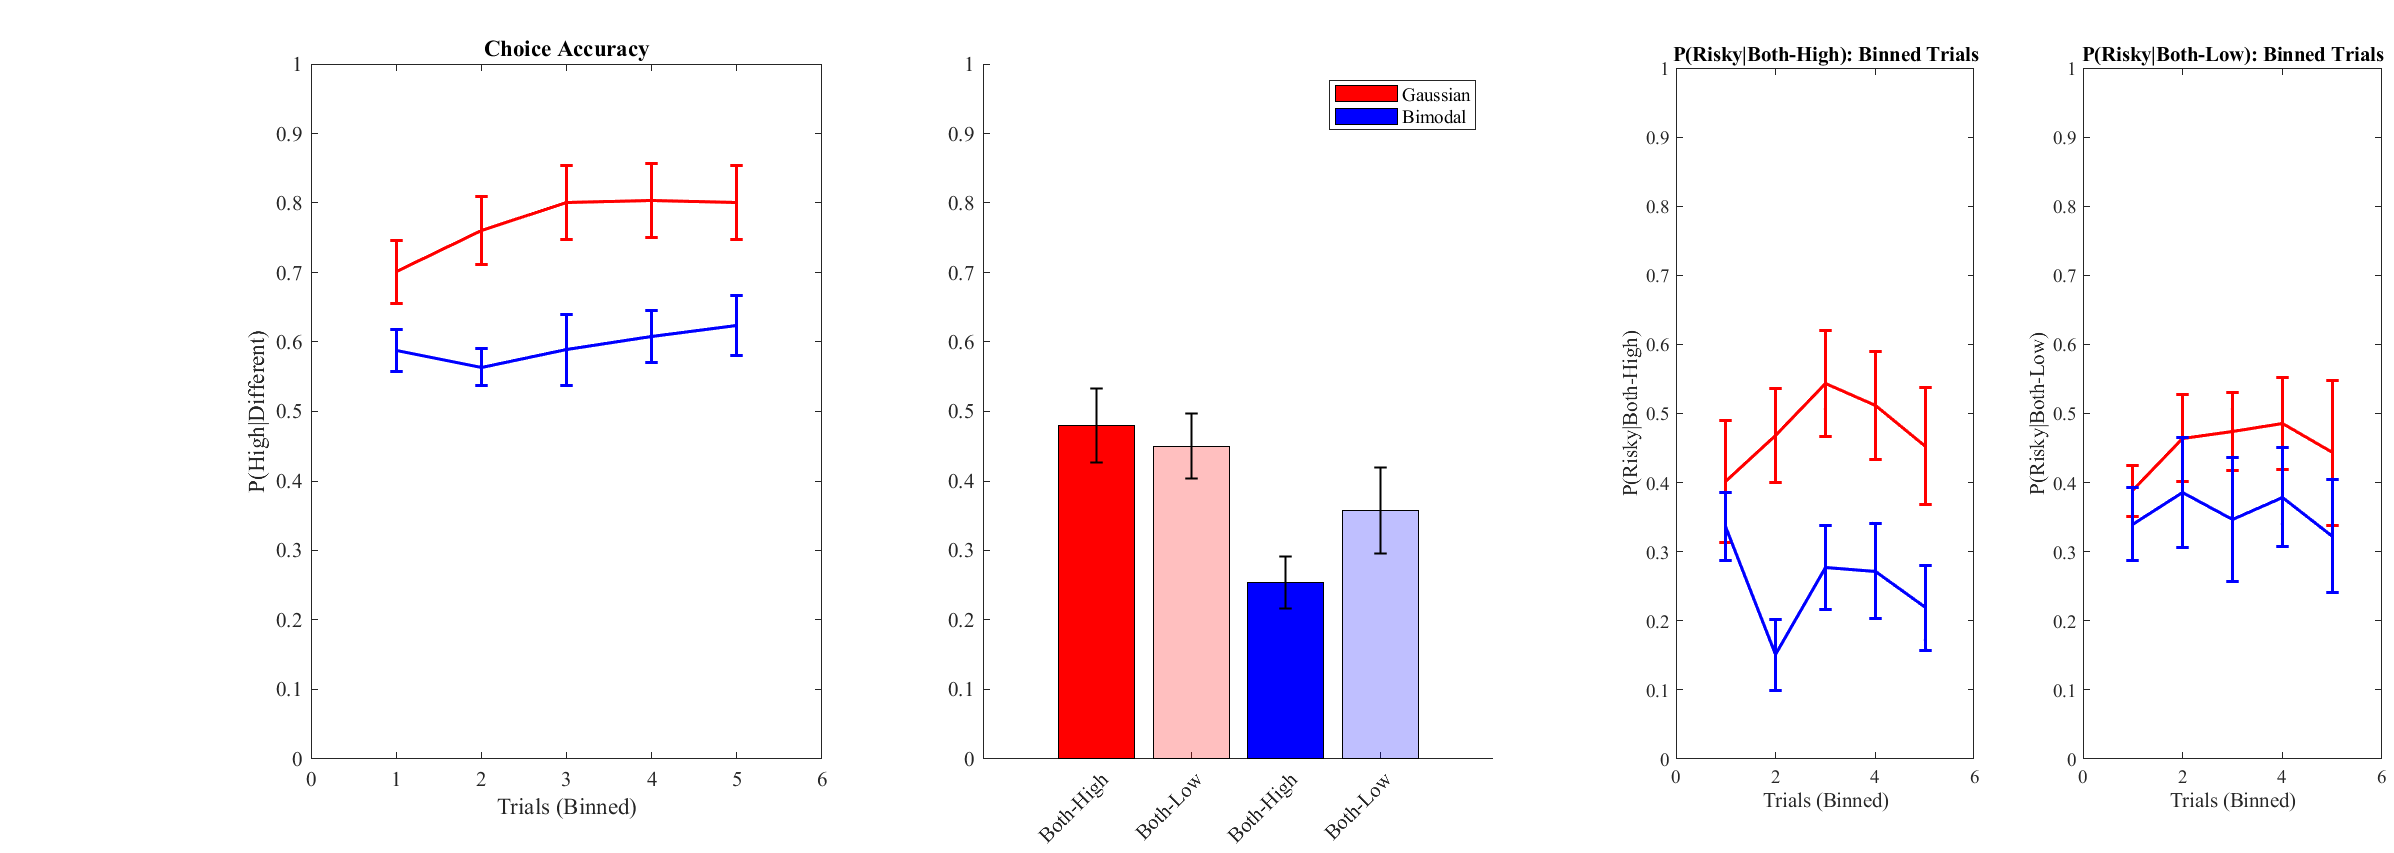 Choice Accuracy
1
0.9
0.8
0.7
0.6
0.5
0.4
0.3
0.2
0.1
0
P(High|Different)
0 1 2 3 4 5 6
Trials (Binned)
1
0.9
0.8
0.7
0.6
0.5
0.4
0.3
0.2
0.1
0
Gaussian
Bimodal
Both-High
Both-Low
Both-High
Both-Low
P(Risky|Both-High): Binned Trials
1
0.9
0.8
0.7
0.6
0.5
0.4
0.3
0.2
0.1
0
P(Risky|Both-High)
0 2 4 6
Trials (Binned)
P(Risky|Both-Low): Binned Trials
1
0.9
0.8
0.7
0.6
0.5
0.4
0.3
0.2
0.1
0
P(Risky|Both-Low)
0 2 4 6
Trials (Binned)